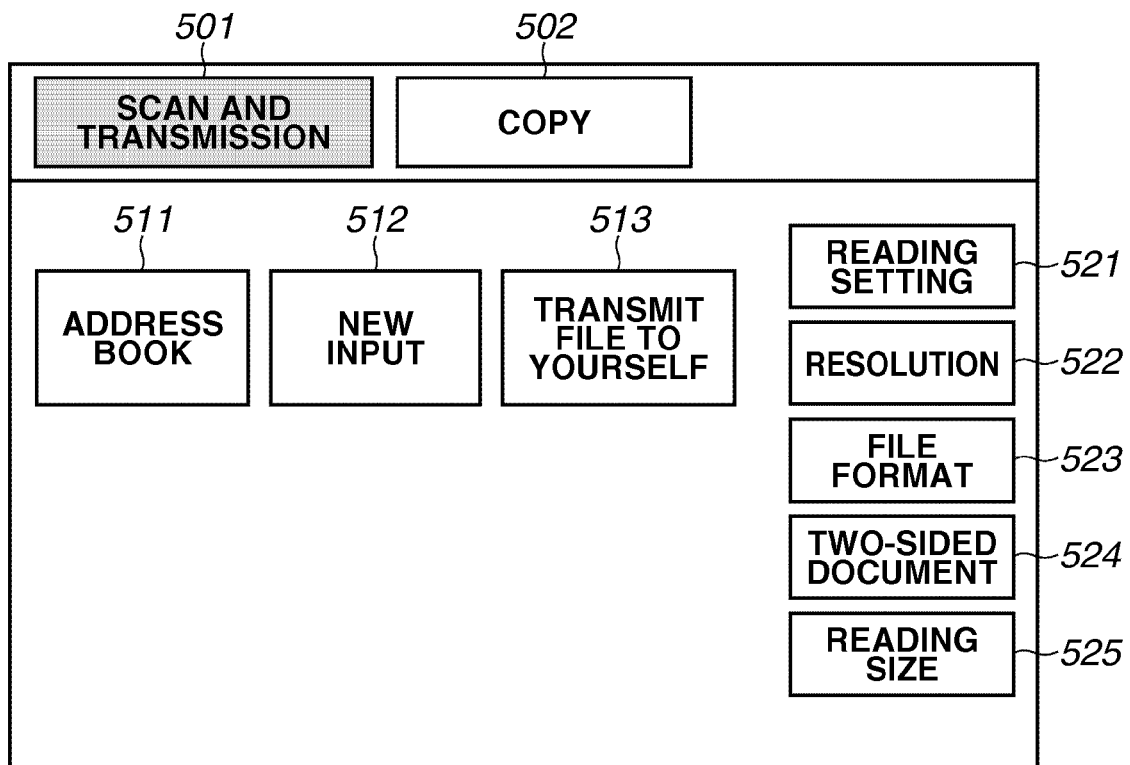 501
502
SCAN AND
TRANSMISSION
COPY
511
512
513
ADDRESS
BOOK
NEW
INPUT
TRANSMIT
FILE TO
YOURSELF
READING
SETTING
521
RESOLUTION
522
FILE
FORMAT
523
TWO-SIDED
DOCUMENT
524
READING
SIZE
525